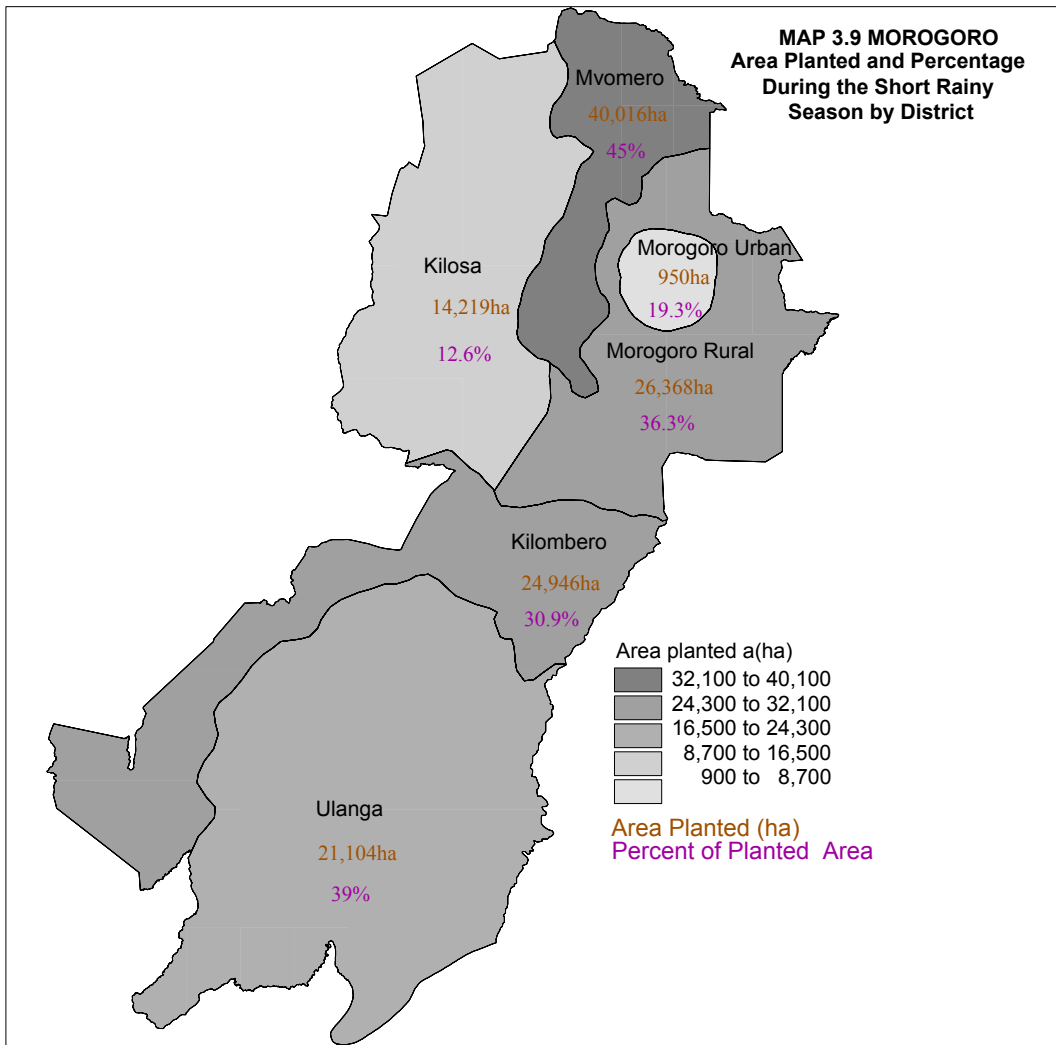 MAP 3.9 MOROGORO
Area Planted and Percentage
During the Short Rainy
Season by District
Mvomero
40,016ha
45%
Morogoro Urban
950ha
19.3%
Kilosa
14,219ha
12.6%
Morogoro Rural
26,368ha
36.3%
Kilombero
24,946ha
30.9%
Ulanga
21,104ha
39%
Area planted a(ha)
32,100 to 40,100
24,300 to 32,100
16,500 to 24,300
8,700 to 16,500
900 to 8,700
Area Planted (ha)
Percent of Planted Area